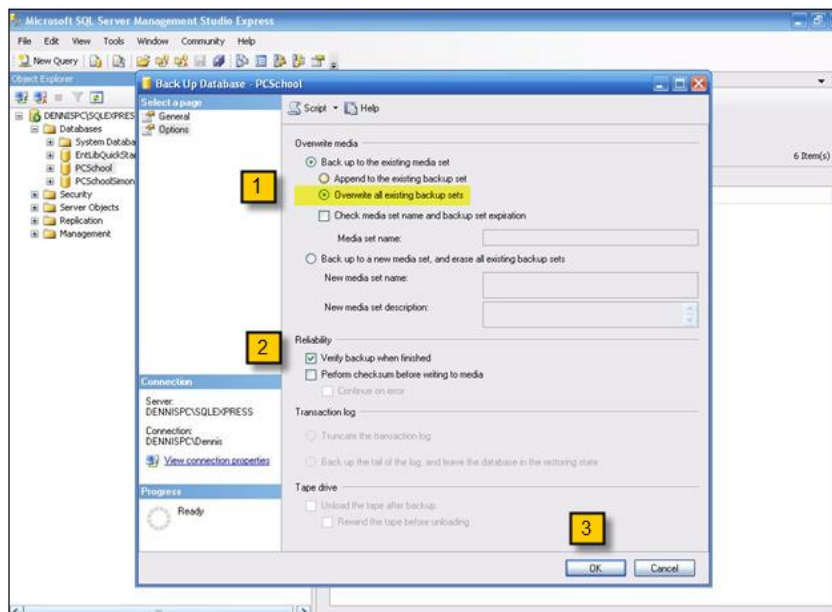 Microsoft SQL Server Management Studio Express
File Edit View Tools Window Community Help
New Query
Object Explorer
DENNISPC\SQLEXPRES
Databases
System Databa
EntLibQuickStar
PCSchool
PCSchoolSimon
Security
Server Objects
Replication
Management
6 Item(s)
Back Up Database - PCSchool
Select a page
General
Options
Script Help
Overwrite media
Back up to the existing media set
Append to the existing backup set
1
Overwrite all existing backup sets
Check media set name and backup set expiration
Media set name:
Back up to a new media set, and erase all existing backup sets
New media set name:
New media set description:
2
Reliability
Verify backup when finished
Perform checksum before writing to media
Continue on error
Transaction log
Truncate the transaction log
Back up the tail of the log, and leave the database in the restoring state
Tape drive
Unload the tape after backup
Rewind the tape before unloading
Connection
Server:
DENNISPC\SQLEXPRESS
Connection:
DENNISPC\Dennis
View connection properties
Progress
Ready
3
OK Cancel